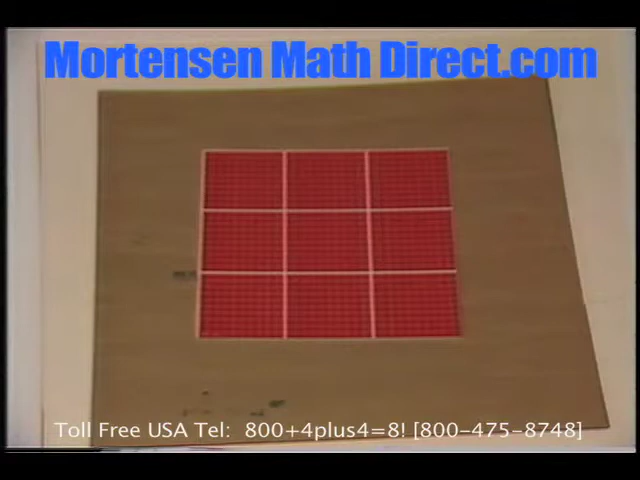 Mortensen Math Direct.com
Toll Free USA Tel: 800+4plus4=8! [800-475-8748]